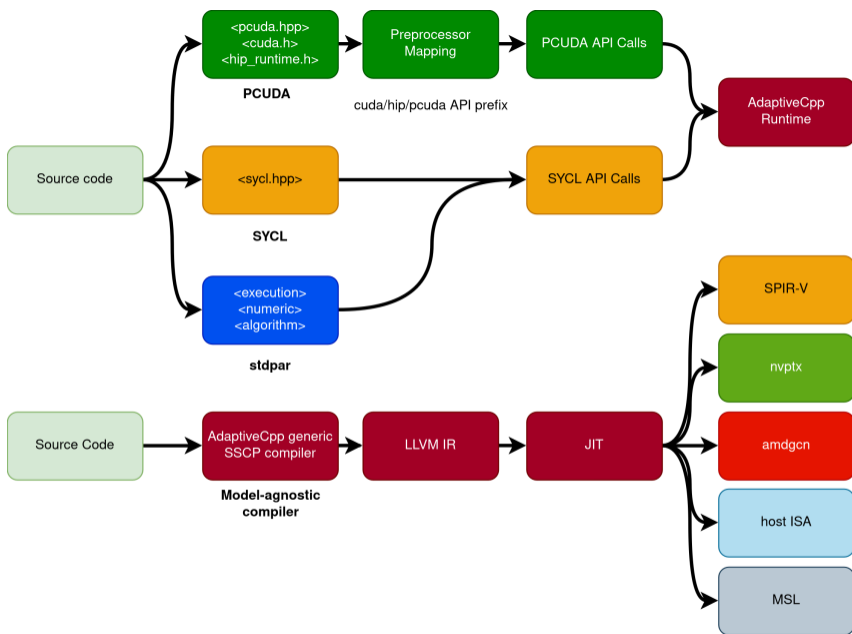 <pcuda.hpp>
<cuda.h>
<hip_runtime.h>
PCUDA
Preprocessor
Mapping
cuda/hip/pcuda API prefix
PCUDA API Calls
AdaptiveCpp
Runtime
Source code
<sycl.hpp>
SYCL
SYCL API Calls
<execution>
<numeric>
<algorithm>
stdpar
Source Code
AdaptiveCpp generic
SSCP compiler
Model-agnostic
compiler
LLVM IR
JIT
SPIR-V
nvptx
amdgcn
host ISA
MSL